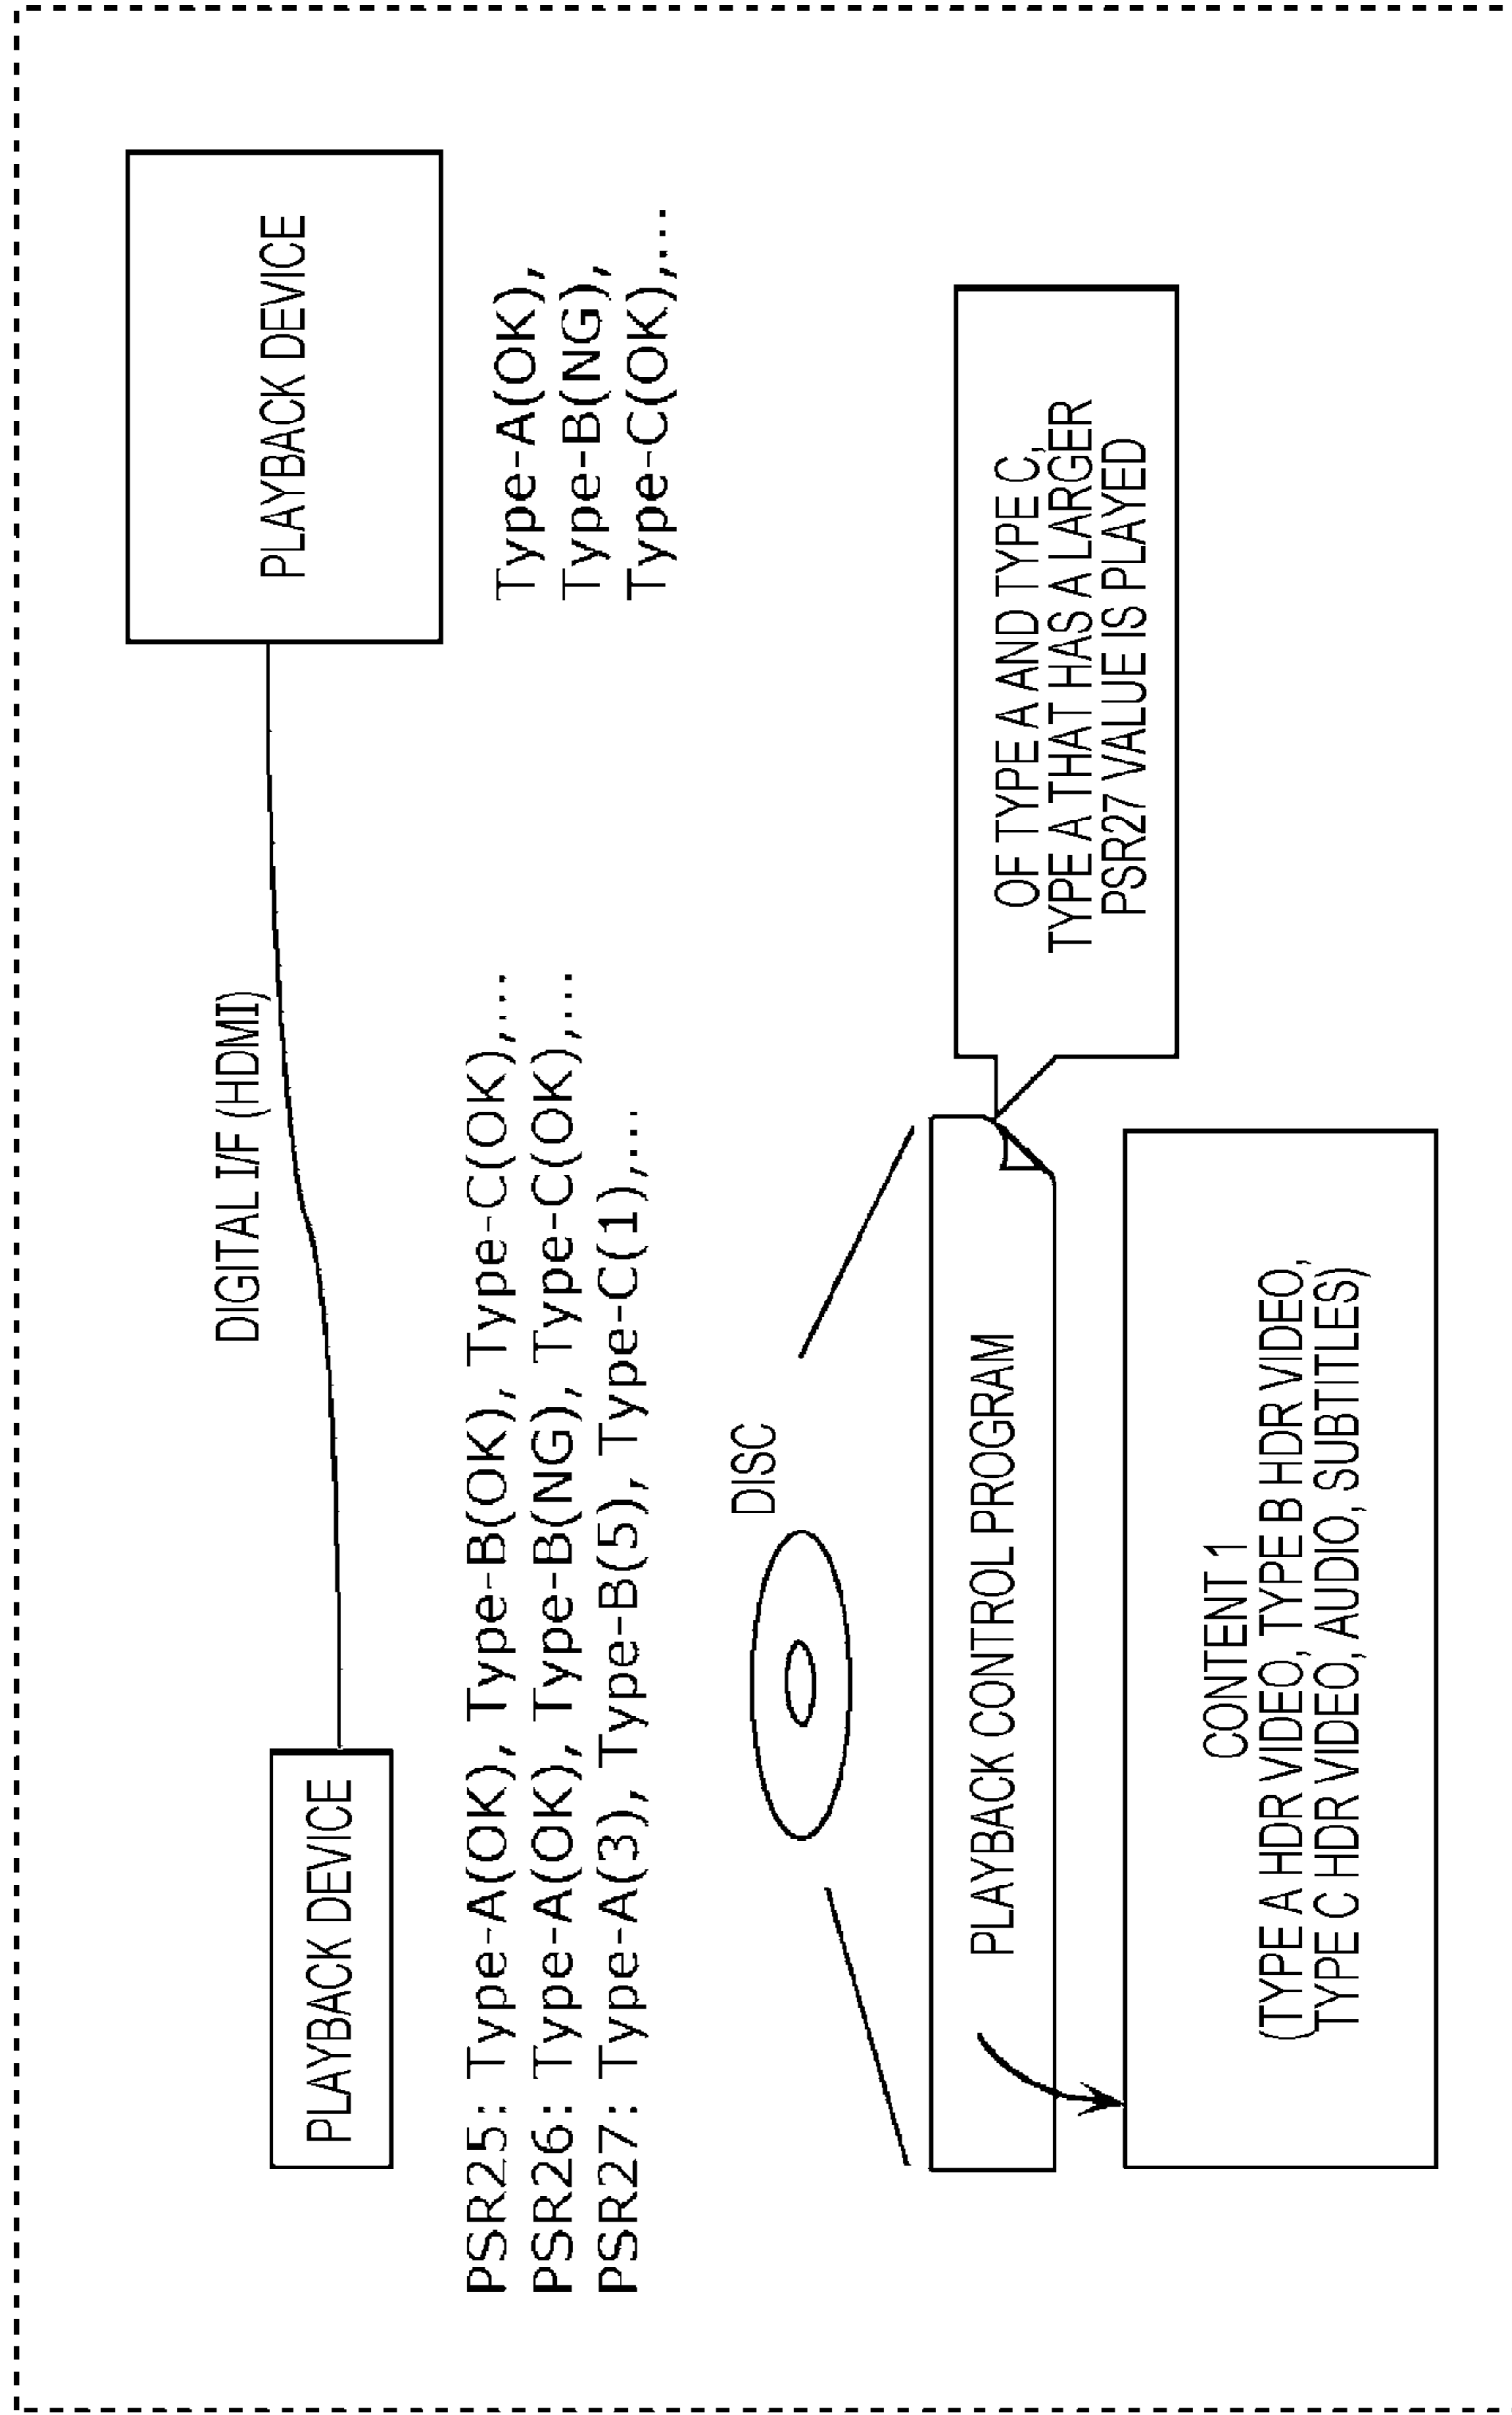 DIGITAL I/F (HDMI)
PLAYBACK DEVICE
PLAYBACK DEVICE
PSR25: Type-A(OK), Type-B(OK), Type-C(OK),...
PSR26: Type-A(OK), Type-B(NG), Type-C(OK),...
PSR27: Type-A(3), Type-B(5), Type-C(1),...
Type-A(OK),
Type-B(NG),
Type-C(OK),...
DISC
PLAYBACK CONTROL PROGRAM
OF TYPE A AND TYPE C,
TYPE A THAT HAS A LARGER
PSR27 VALUE IS PLAYED
CONTENT 1
(TYPE A HDR VIDEO, TYPE B HDR VIDEO,
TYPE C HDR VIDEO, AUDIO, SUBTITLES)